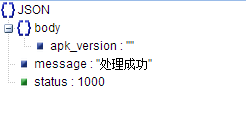 {} JSON
{} body
apk_version : ""
message : "处理成功"
status : 1000